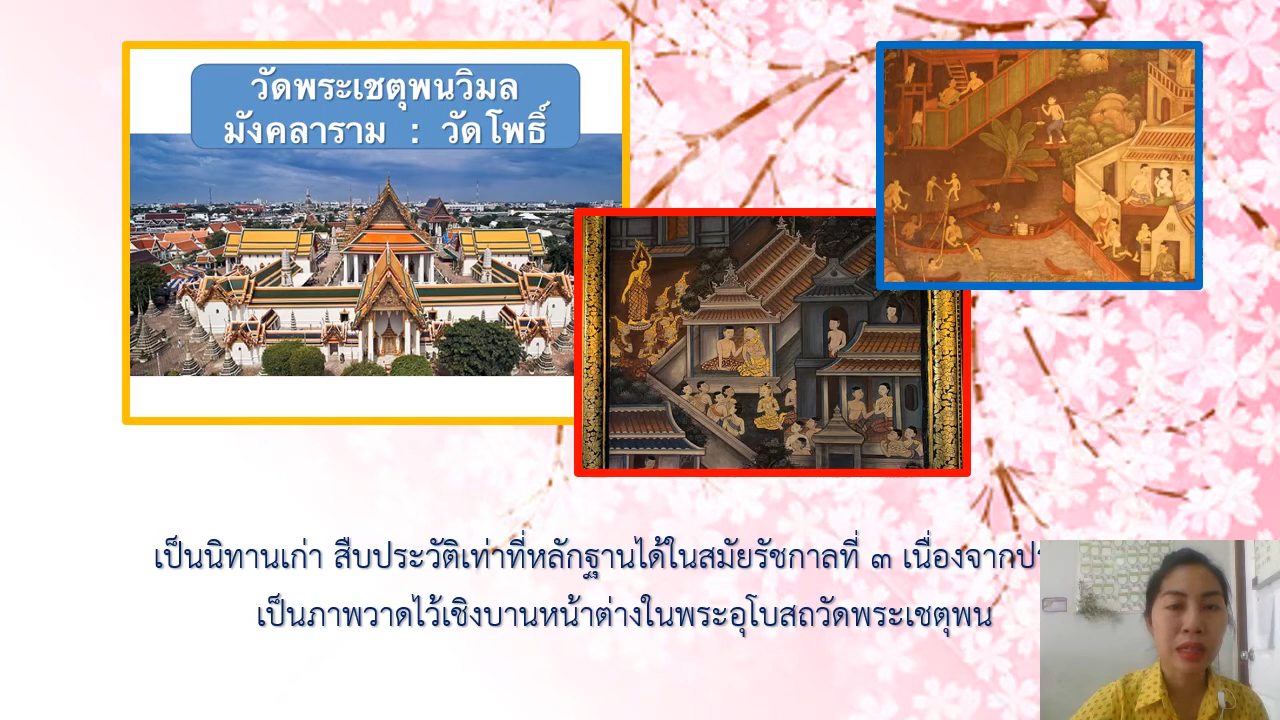 วัดพระเชตุพนวิมล
มังคลาราม : วัดโพธิ์
เป็นนิทานเก่า สืบประวัติเท่าที่หลักฐานได้ในสมัยรัชกาลที่ ๓ เนื่องจาก
เป็นภาพวาดไว้เชิงบานหน้าต่างในพระอุโบสถวัดพระเชตุพน